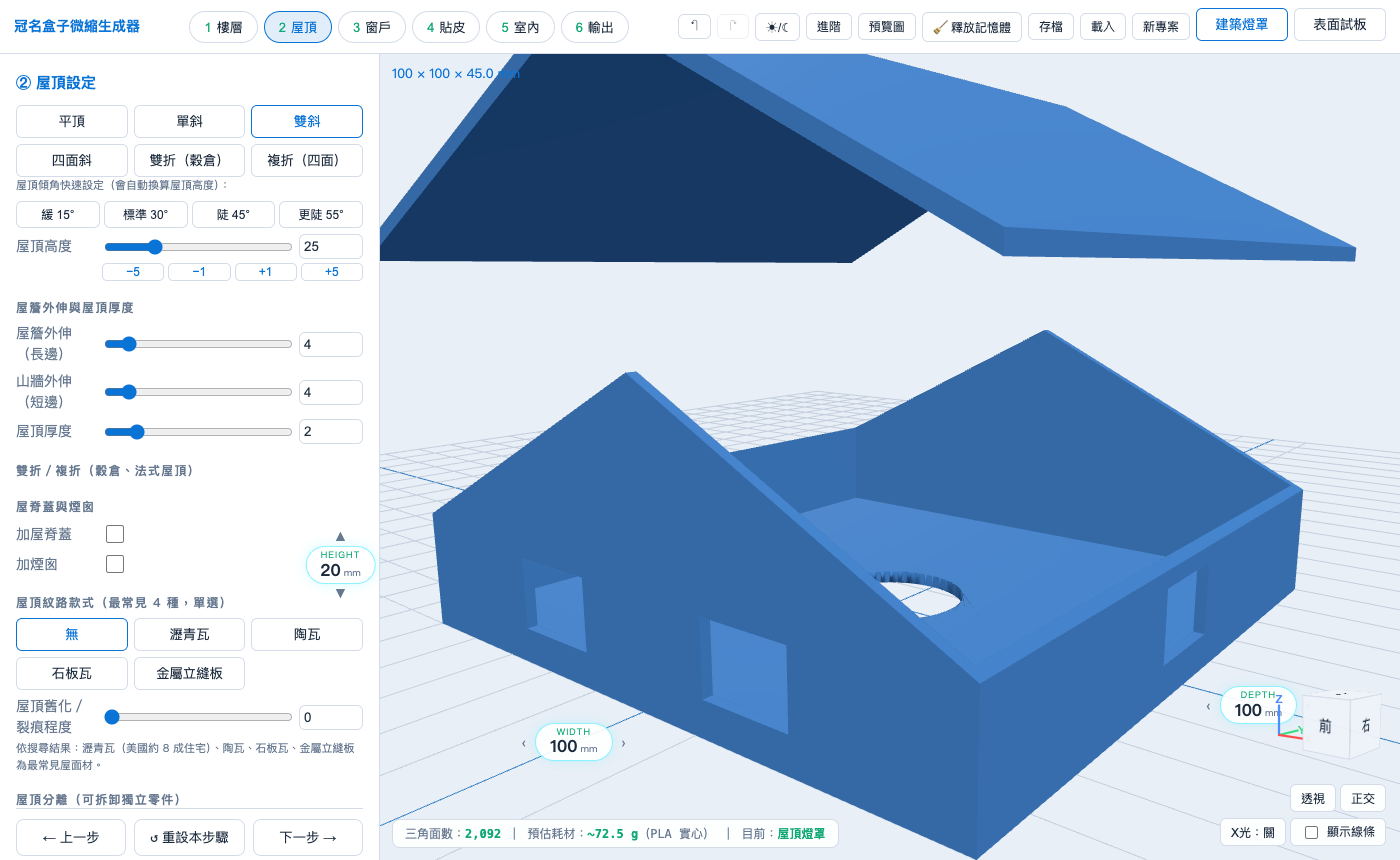 冠名盒子微縮生成器
1 樓層
2 屋頂
3 窗戶
4 貼皮
5 室內
6 輸出
☀/☾
進階
預覽圖
🧹 釋放記憶體
存檔
載入
新專案
建築燈罩
表面試板
② 屋頂設定
平頂
單斜
雙斜
四面斜
雙折（穀倉）
複折（四面）
屋頂傾角快速設定（會自動換算屋頂高度）：
緩 15°
標準 30°
陡 45°
更陡 55°
屋頂高度
25
−5
−1
+1
+5
屋簷外伸與屋頂厚度
屋簷外伸
（長邊）
4
山牆外伸
（短邊）
4
屋頂厚度
2
雙折 / 複折（穀倉、法式屋頂）
屋脊蓋與煙囪
加屋脊蓋
加煙囪
屋頂紋路款式（最常見 4 種，單選）
無
瀝青瓦
陶瓦
石板瓦
金屬立縫板
屋頂舊化 /
裂痕程度
0
依搜尋結果：瀝青瓦（美國約 8 成住宅）、陶瓦、石板瓦、金屬立縫板
為最常見屋面材。
屋頂分離（可拆卸獨立零件）
← 上一步
↺ 重設本步驟
下一步 →
100 × 100 × 45.0
▲
HEIGHT
20 mm
▼
‹
WIDTH
100 mm
›
‹
DEPTH
100 mm
Z
前
右
透視
正交
X光：關
顯示線條
三角面數：2,092 | 預估耗材：~72.5 g (PLA 實心) | 目前：屋頂燈罩